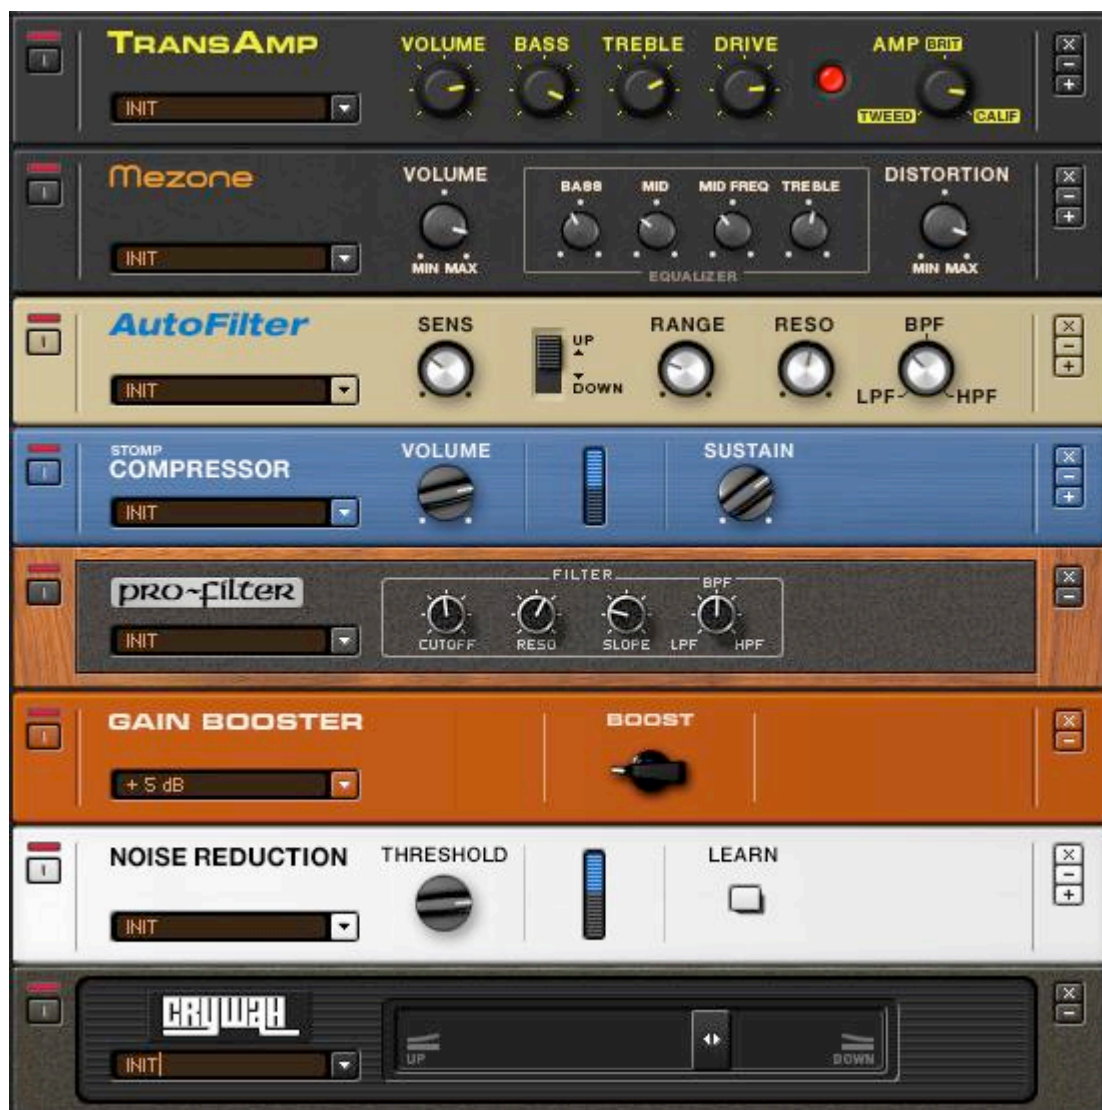 TRANSAMP
VOLUME BASS TREBLE DRIVE AMP BRIT
INIT
TWEED CALIF
Mezone
VOLUME BASS MID MID FREQ TREBLE DISTORTION
INIT
MIN MAX EQUALIZER MIN MAX
AutoFilter
SENS UP DOWN RANGE RESO BPF
INIT
LPF HPF
STOMP
COMPRESSOR
VOLUME SUSTAIN
INIT
PRO~FILTER
FILTER
BPF
INIT
CUTOFF RESO SLOPE LPF HPF
GAIN BOOSTER BOOST
+ 5 dB
NOISE REDUCTION THRESHOLD LEARN
INIT
CRYWAH
INIT
UP DOWN